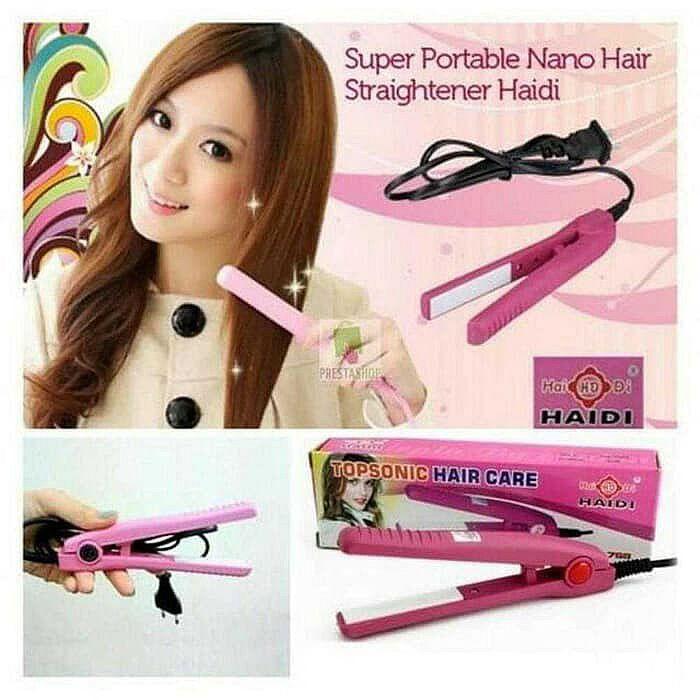 Super Portable Nano Hair
Straightener Haidi
PRESTASHOP
Hai HD Di
HAIDI
TOPSONIC HAIR CARE
Hai HD Di
HAIDI